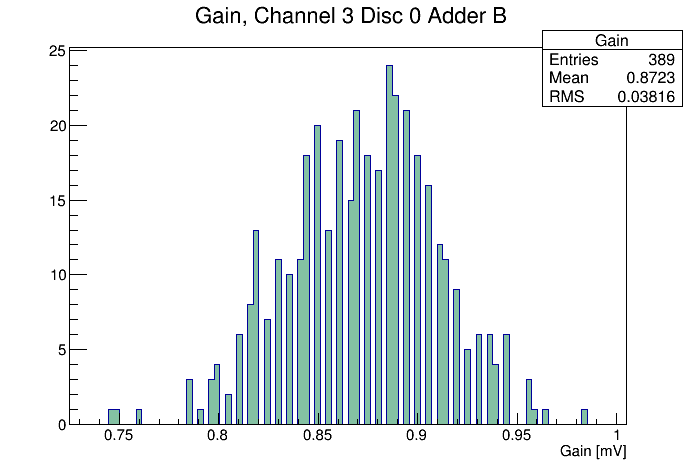 Gain, Channel 3 Disc 0 Adder B
Gain
Entries 389
Mean 0.8723
RMS 0.03816
25
20
15
10
5
0
0.75 0.8 0.85 0.9 0.95 1
Gain [mV]